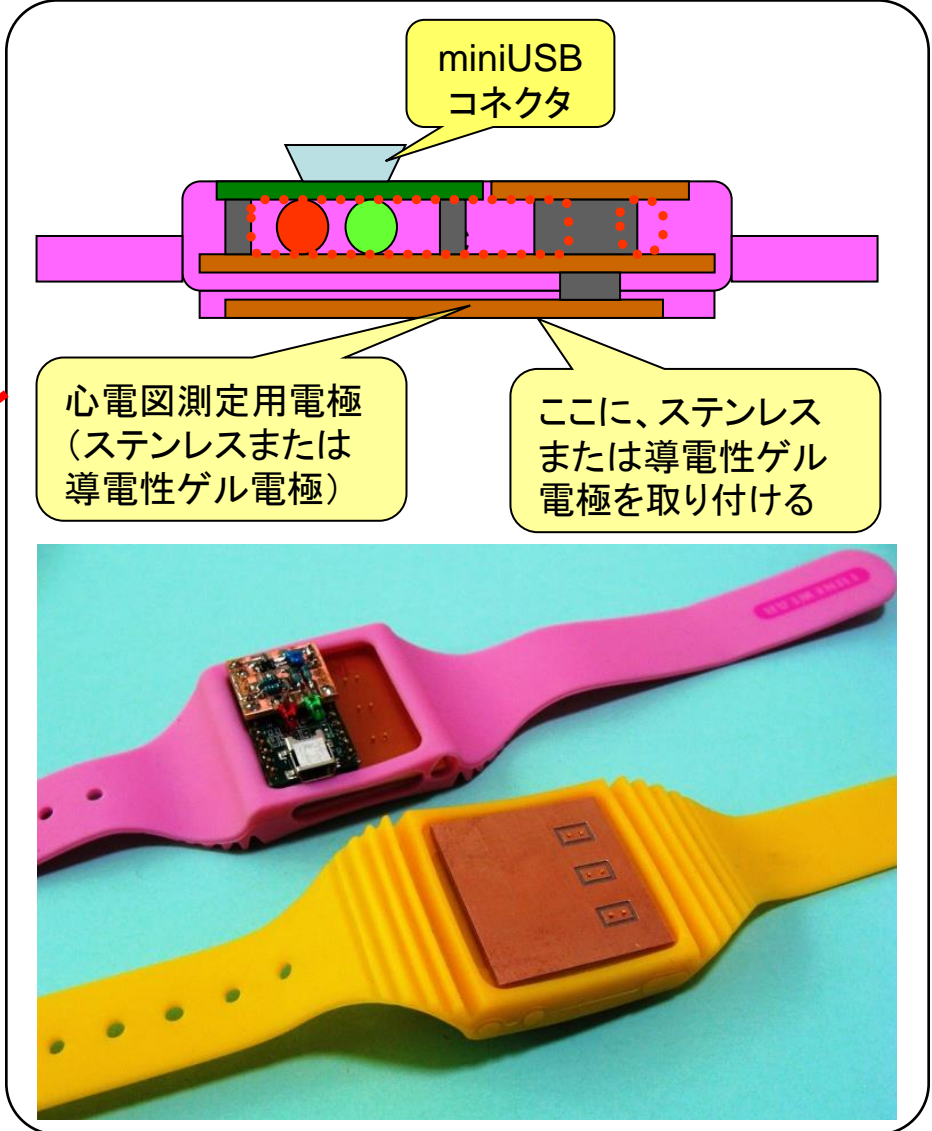 miniUSB
コネクタ
心電図測定用電極
（ステンレスまたは
導電性ゲル電極）
ここに、ステンレス
または導電性ゲル
電極を取り付ける
TUNEWEAR